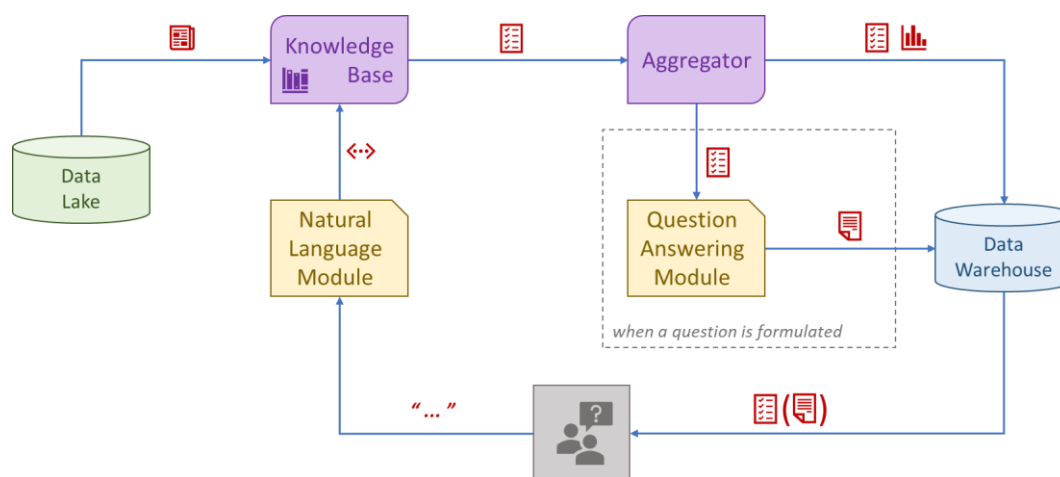 Knowledge
Base
Aggregator
Data
Lake
Natural
Language
Module
Question
Answering
Module
Data
Warehouse
when a question is formulated
“ … ”
( )